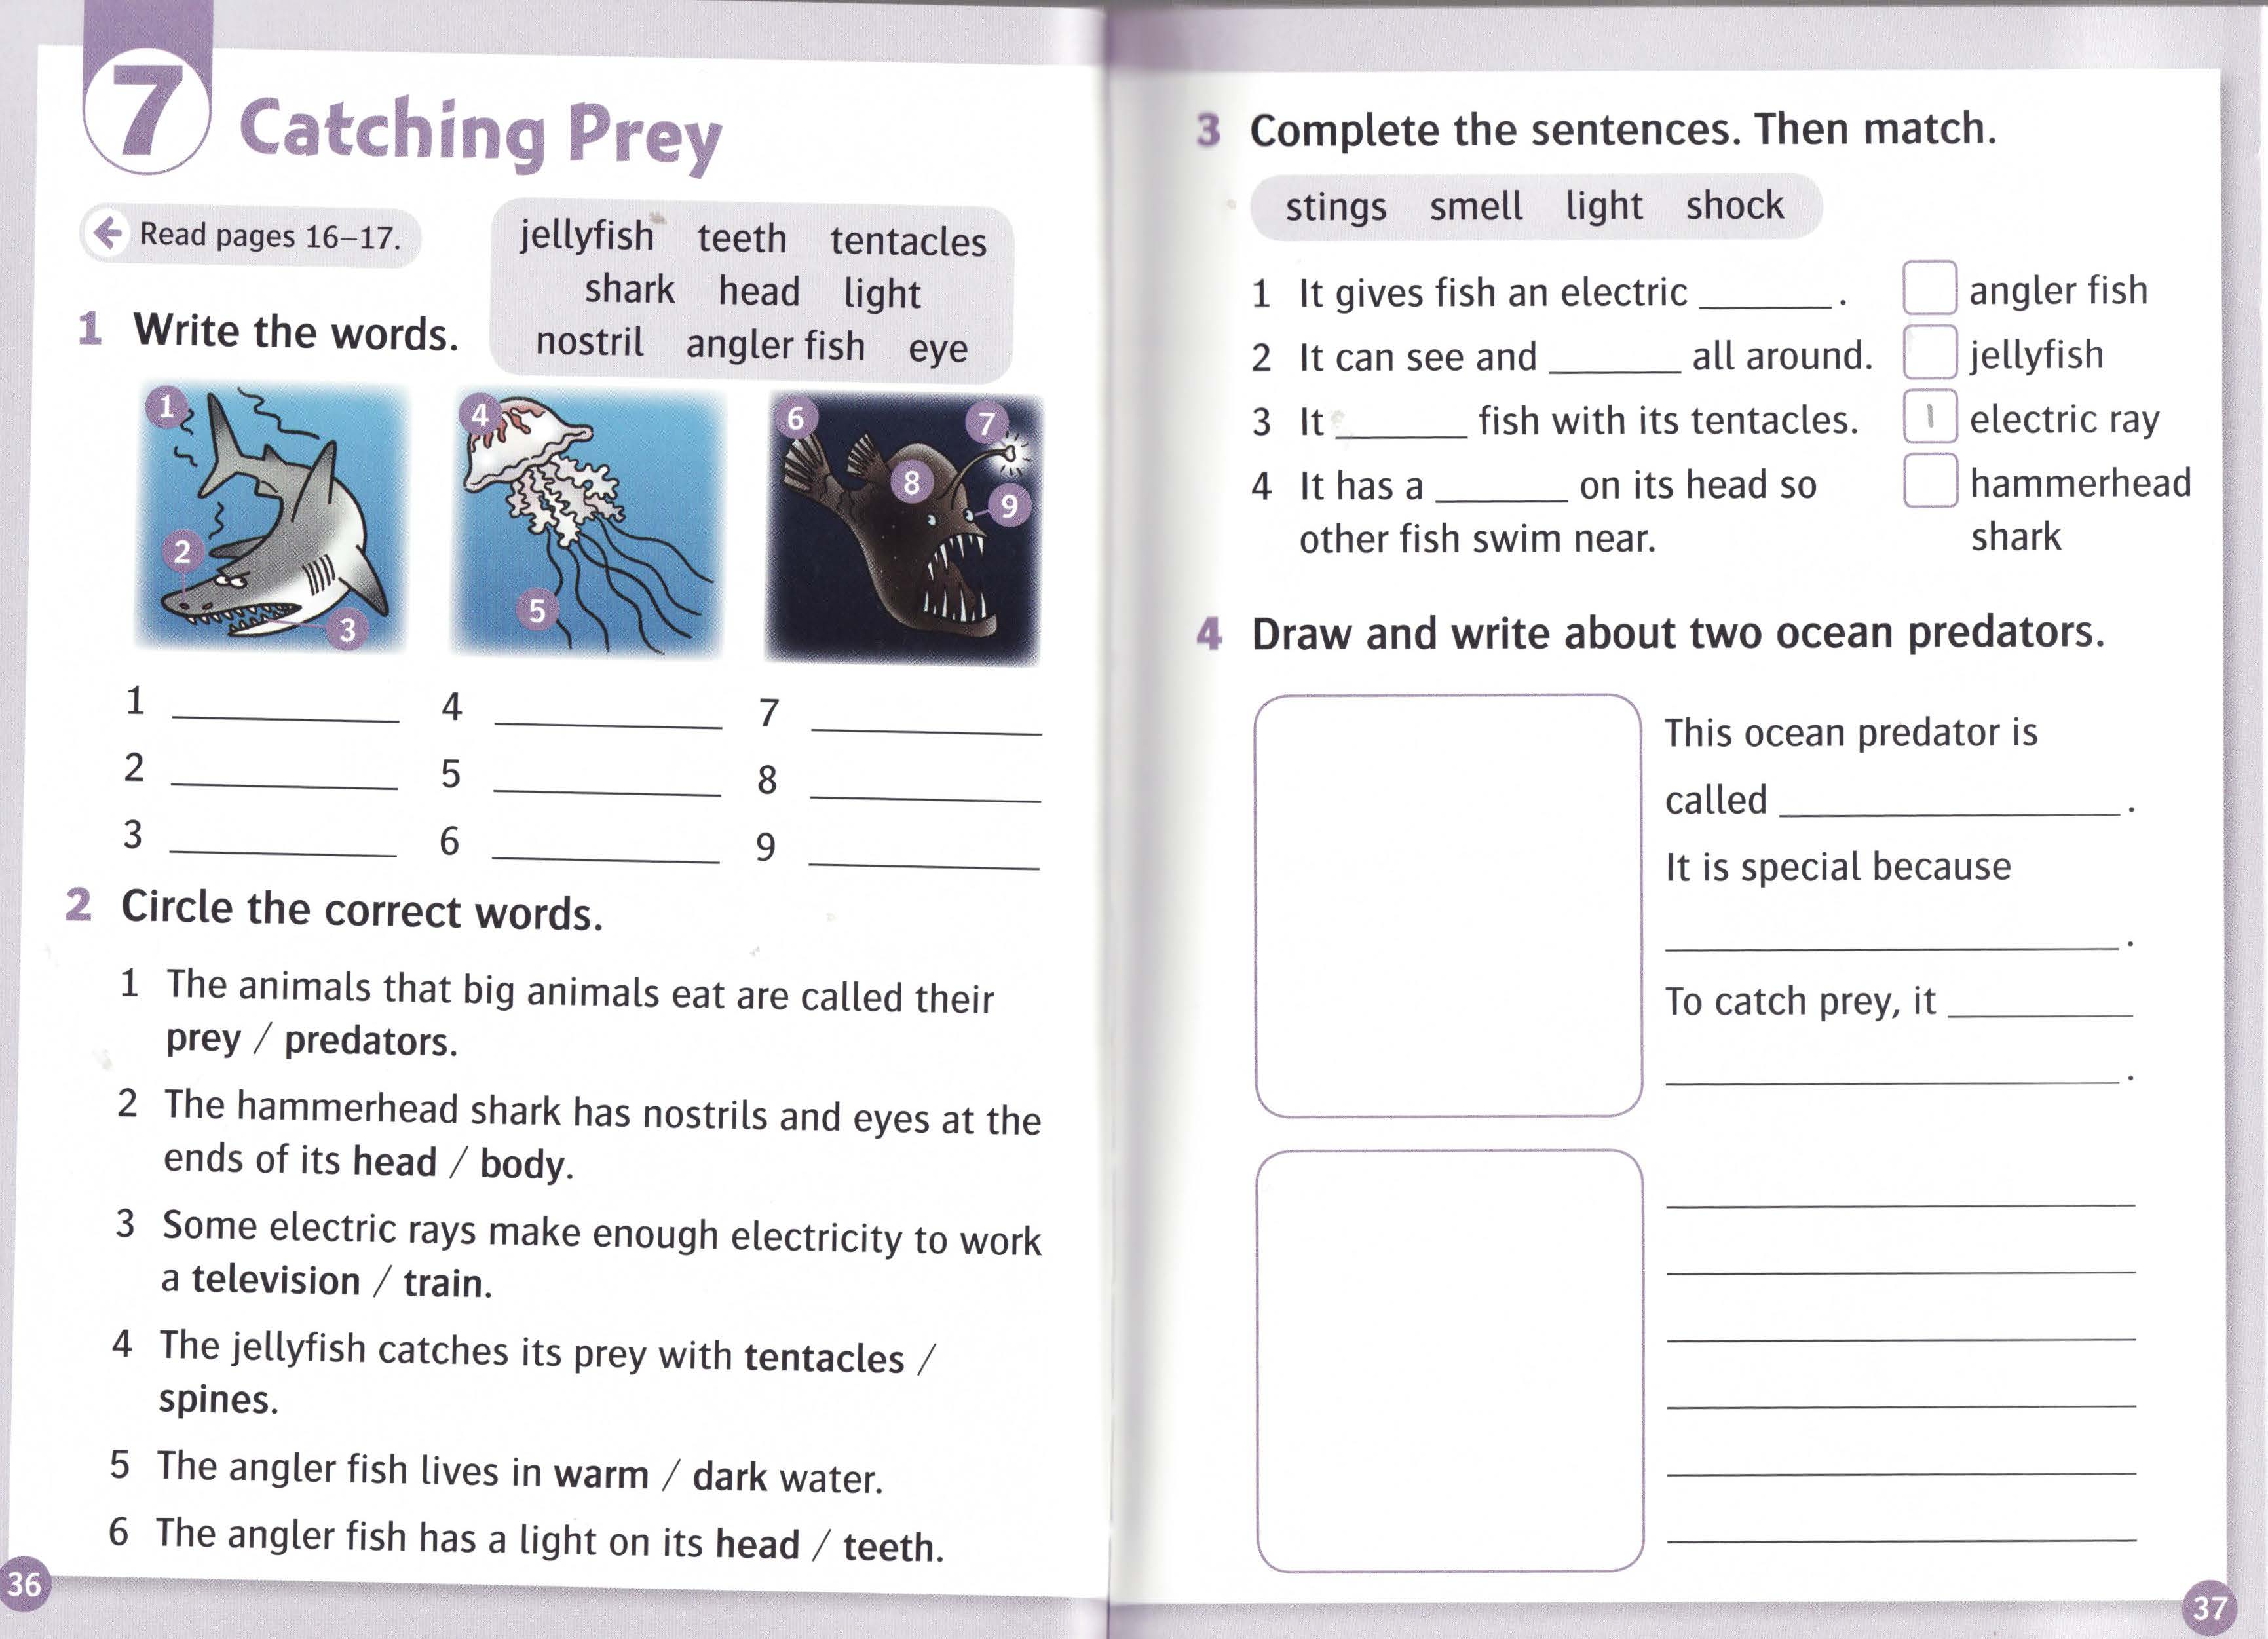 7 Catching Prey
Read pages 16–17.
jellyfish teeth tentacles
shark head light
nostril angler fish eye
1 Write the words.
1
4
6
7
8
9
2
5
3
1
4
7
2
5
8
3
6
9
2 Circle the correct words.
1 The animals that big animals eat are called their
prey / predators.
2 The hammerhead shark has nostrils and eyes at the
ends of its head / body.
3 Some electric rays make enough electricity to work
a television / train.
4 The jellyfish catches its prey with tentacles /
spines.
5 The angler fish lives in warm / dark water.
6 The angler fish has a light on its head / teeth.
36
3 Complete the sentences. Then match.
stings smell light shock
1 It gives fish an electric ______ . angler fish
2 It can see and ______ all around. jellyfish
3 It ______ fish with its tentacles. 1 electric ray
4 It has a ______ on its head so hammerhead
other fish swim near. shark
4 Draw and write about two ocean predators.
This ocean predator is
called ______ .
It is special because
______ .
To catch prey, it ______
______ .
37